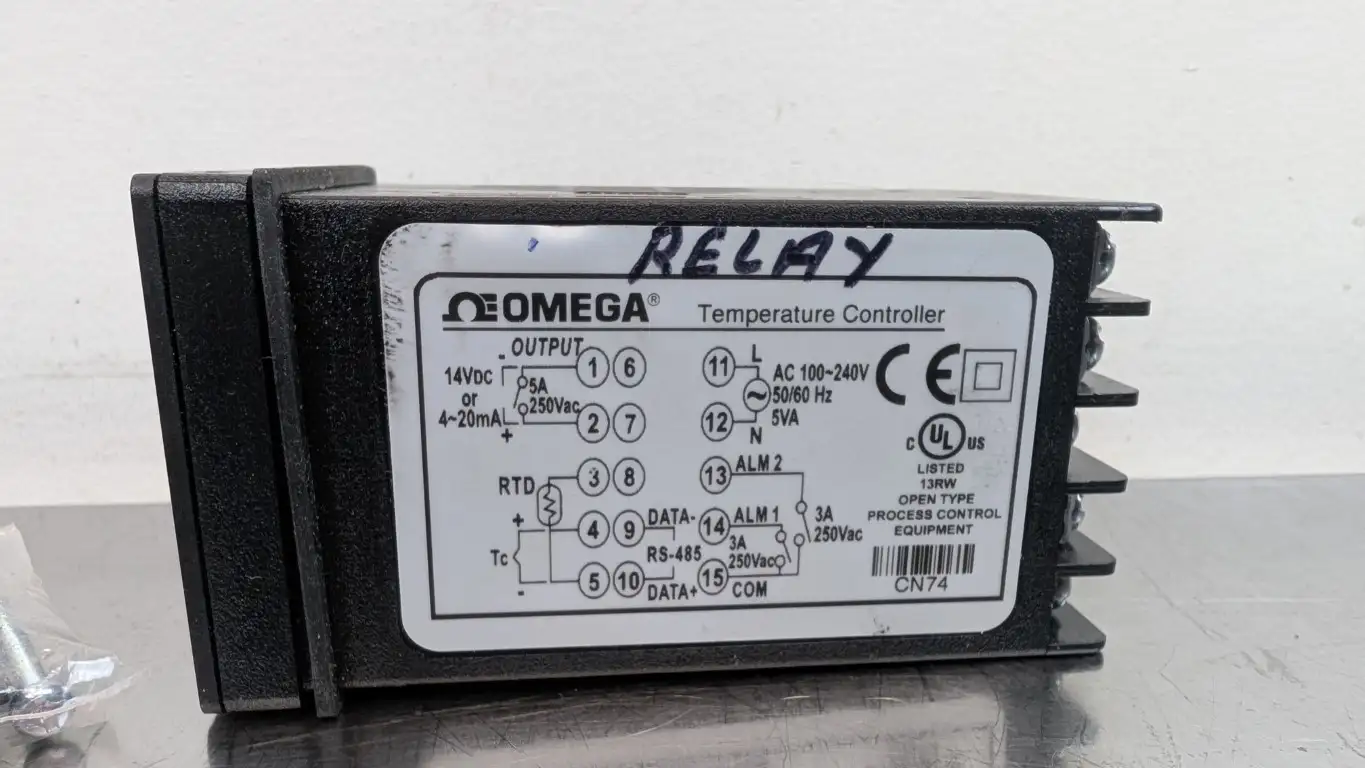 RELAY
ΩE OMEGA® Temperature Controller
- OUTPUT 1 6
14VDC
or
4~20mA
+
5A
250Vac
2 7
RTD 3 8
+ 4 9 DATA-
Tc RS-485
- 5 10 DATA+
11 L
AC 100~240V
50/60 Hz
5VA
12 N
13 ALM 2
14 ALM 1
3A
250Vac
3A
250Vac
15 COM
CE
C UL US
LISTED
13RW
OPEN TYPE
PROCESS CONTROL
EQUIPMENT
CN74